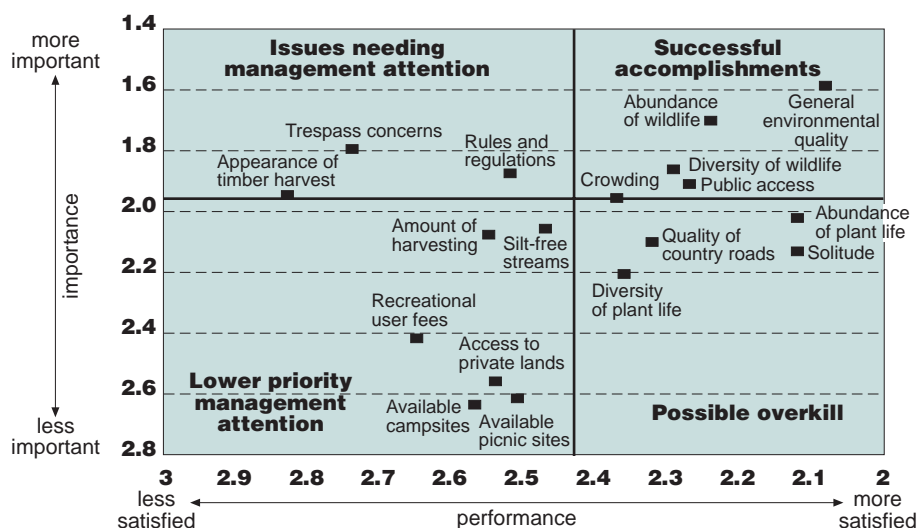 1.4
more
important
Issues needing
management attention
Successful
accomplishments
1.6
Abundance
of wildlife
General
environmental
quality
Trespass concerns
Rules and
regulations
1.8
Appearance of
timber harvest
Diversity of wildlife
Crowding
Public access
2.0
importance
Amount of
harvesting
Silt-free
streams
Quality of
country roads
Abundance
of plant life
Solitude
2.2
Diversity
of plant life
Recreational
user fees
2.4
Access to
private lands
Lower priority
management
attention
2.6
Available
campsites
Available
picnic sites
Possible overkill
less
important
2.8
3 2.9 2.8 2.7 2.6 2.5 2.4 2.3 2.2 2.1 2
less
satisfied
performance
more
satisfied